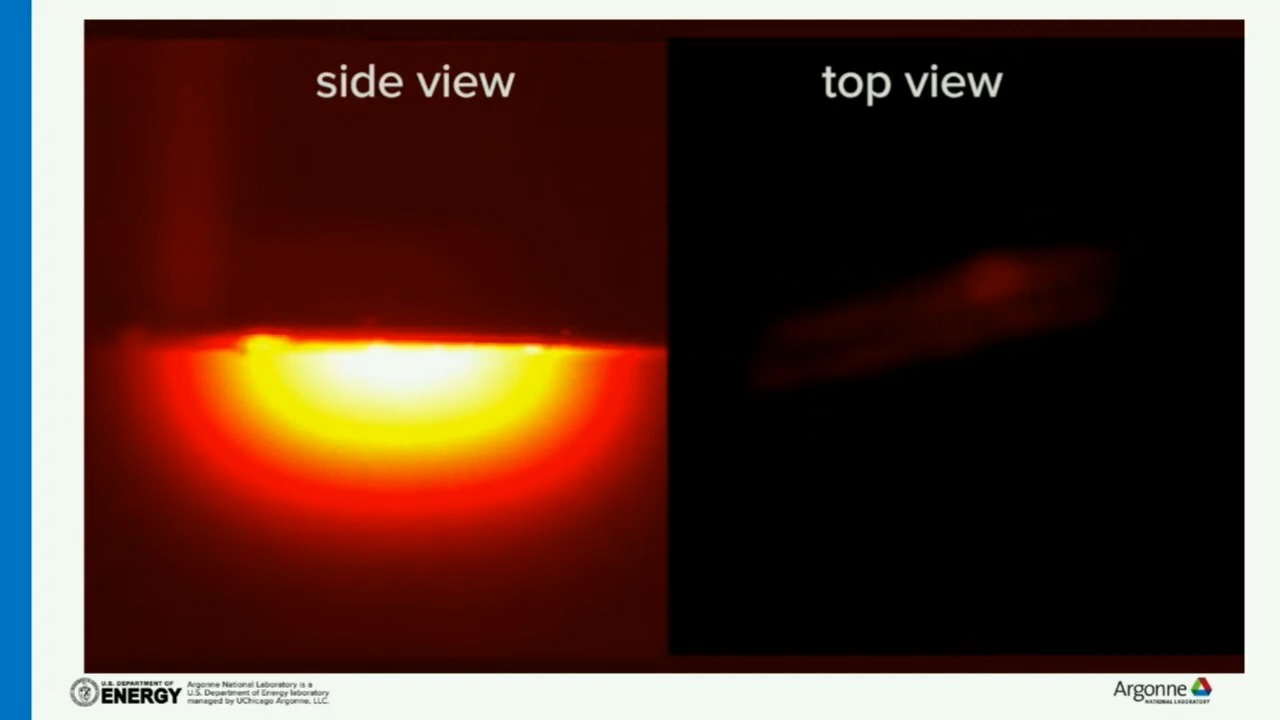 side view
top view
U.S. DEPARTMENT OF
ENERGY
Argonne National Laboratory is a
U.S. Department of Energy laboratory
managed by UChicago Argonne, LLC.
Argonne
NATIONAL LABORATORY